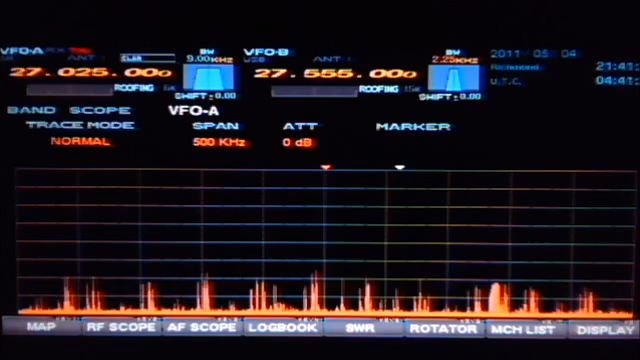 VFO-A
ANT 1
BW
9.00KHZ
VFO-B
USB
ANT 1
BW
2.25KHZ
2011 05 04
27.025.000
27.555.000
Richmond
21:41:
U.T.C.
04:41:
ROOFING
SHIFT ±0.00
ROOFING
SHIFT ±0.00
BAND SCOPE VFO-A
TRACE MODE SPAN ATT MARKER
NORMAL 500 KHz 0 dB
MAP RF SCOPE AF SCOPE LOGBOOK SWR ROTATOR MCH LIST DISPLAY